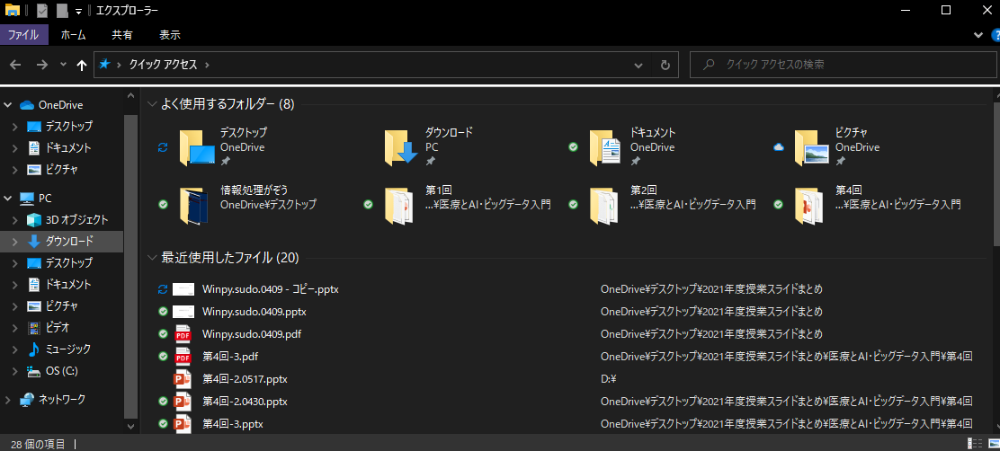 エクスプローラー
ファイル ホーム 共有 表示
クイック アクセス
クイック アクセスの検索
OneDrive
デスクトップ
ドキュメント
ピクチャ
PC
3D オブジェクト
ダウンロード
デスクトップ
ドキュメント
ピクチャ
ビデオ
ミュージック
OS (C:)
ネットワーク
よく使用するフォルダー (8)
デスクトップ
OneDrive
ダウンロード
PC
ドキュメント
OneDrive
ピクチャ
OneDrive
情報処理がぞう
OneDrive¥デスクトップ
第1回
...¥医療とAI・ビッグデータ入門
第2回
...¥医療とAI・ビッグデータ入門
第4回
...¥医療とAI・ビッグデータ入門
最近使用したファイル (20)
Winpy.sudo.0409 - コピー.pptx OneDrive¥デスクトップ¥2021年度授業スライドまとめ
Winpy.sudo.0409.pptx OneDrive¥デスクトップ¥2021年度授業スライドまとめ
PDF Winpy.sudo.0409.pdf OneDrive¥デスクトップ¥2021年度授業スライドまとめ
PDF 第4回-3.pdf OneDrive¥デスクトップ¥2021年度授業スライドまとめ¥医療とAI・ビッグデータ入門¥第4回
第4回-2.0517.pptx D:¥
第4回-2.0430.pptx OneDrive¥デスクトップ¥2021年度授業スライドまとめ¥医療とAI・ビッグデータ入門¥第4回
第4回-3.pptx OneDrive¥デスクトップ¥2021年度授業スライドまとめ¥医療とAI・ビッグデータ入門¥第4回
28 個の項目